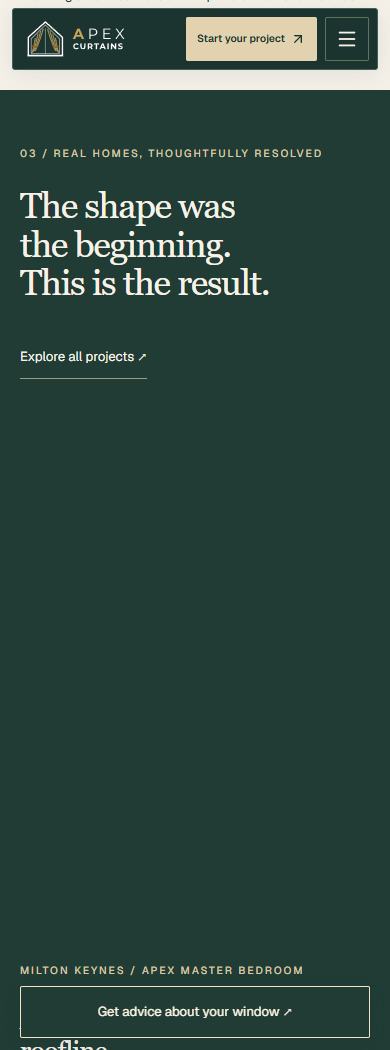 APEX
CURTAINS
Start your project ↗
03 / REAL HOMES, THOUGHTFULLY RESOLVED
The shape was
the beginning.
This is the result.
Explore all projects ↗
MILTON KEYNES / APEX MASTER BEDROOM
Get advice about your window ↗
roofline